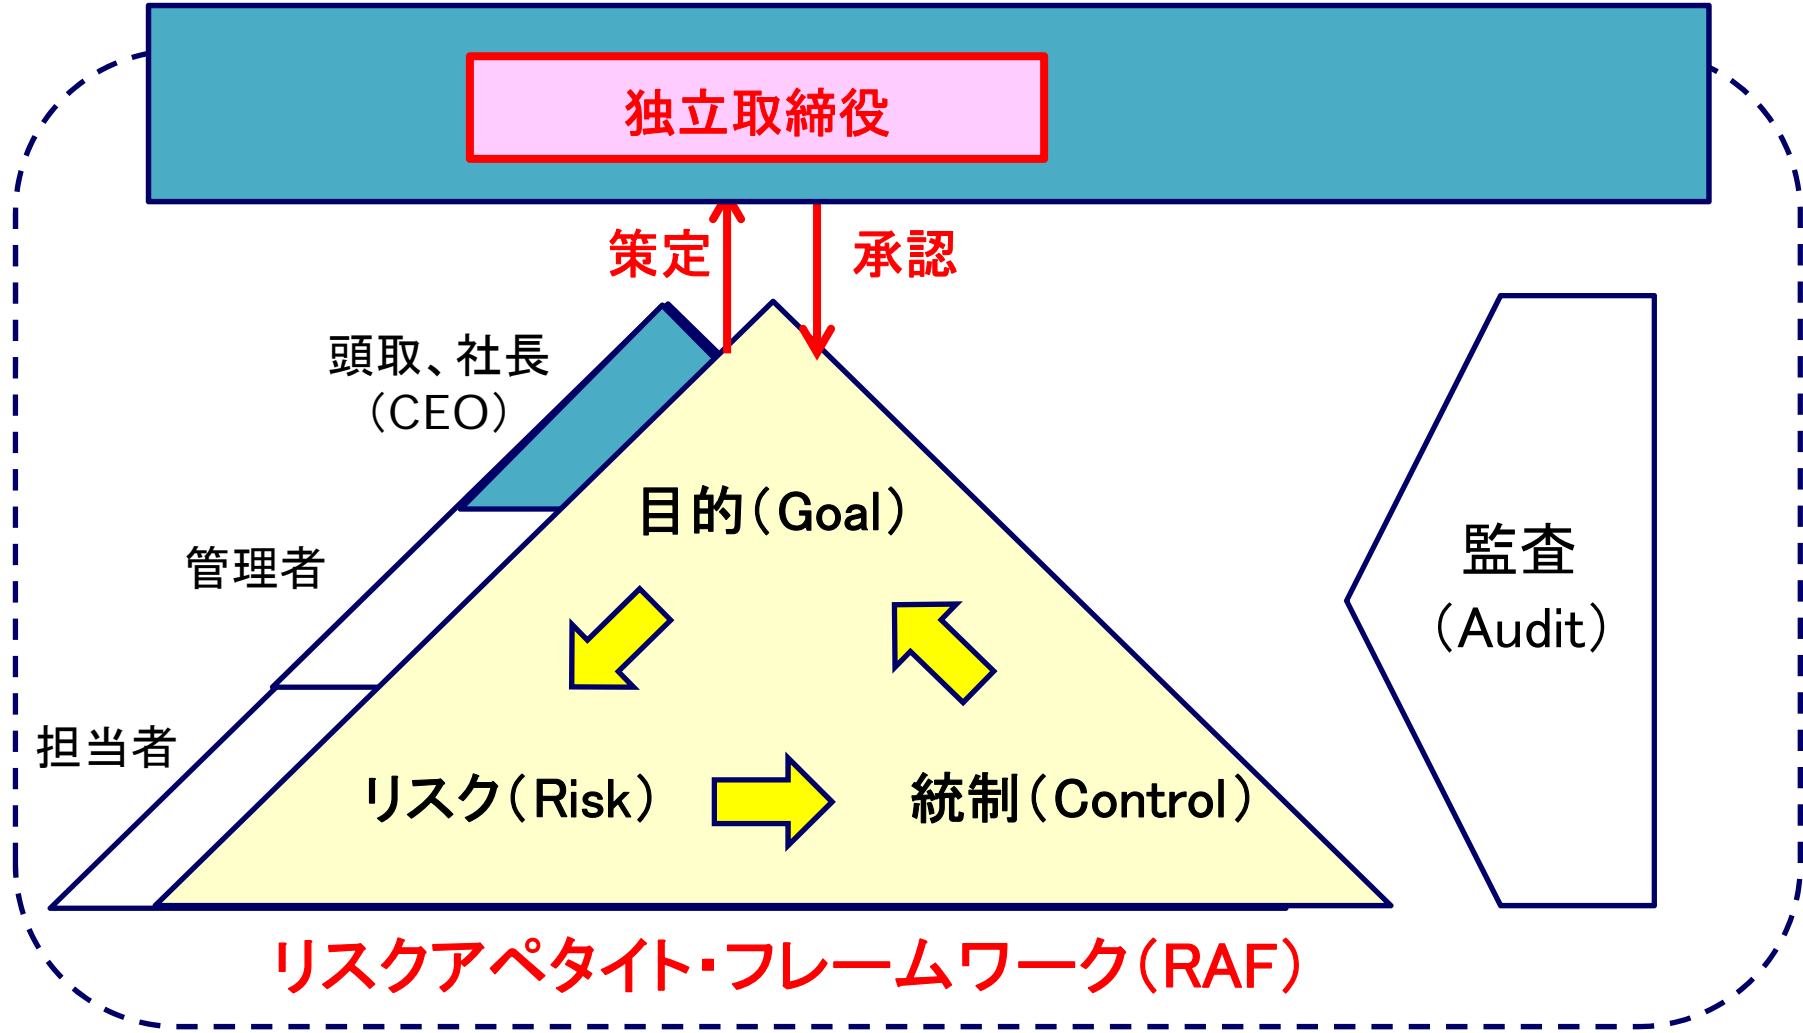 独立取締役
策定
承認
頭取、社長
（CEO）
目的（Goal）
管理者
監査
（Audit）
担当者
リスク（Risk）
統制（Control）
リスクアペタイト・フレームワーク（RAF）